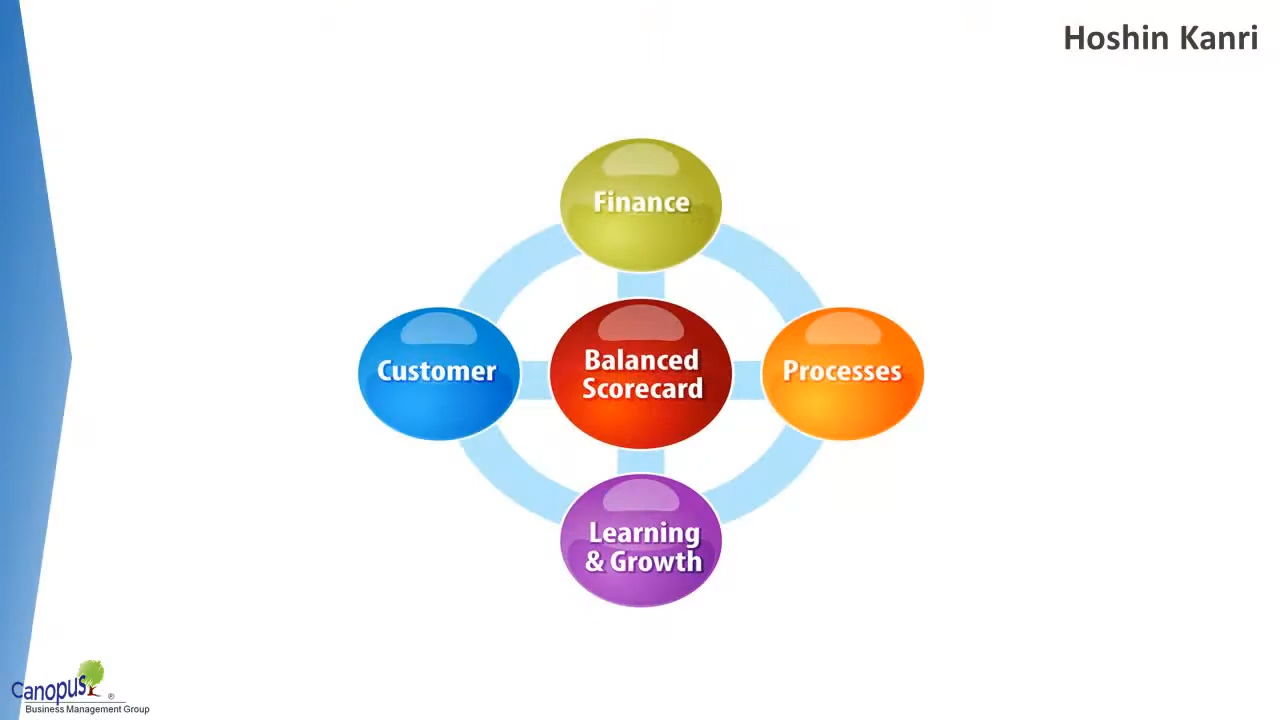 Hoshin Kanri
Finance
Customer
Balanced
Scorecard
Processes
Learning
& Growth
Canopus ®
Business Management Group